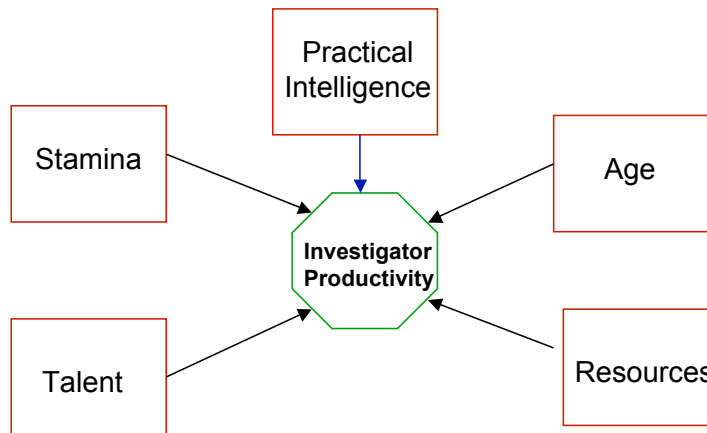 Practical
Intelligence
Stamina
Age
Investigator
Productivity
Talent
Resources